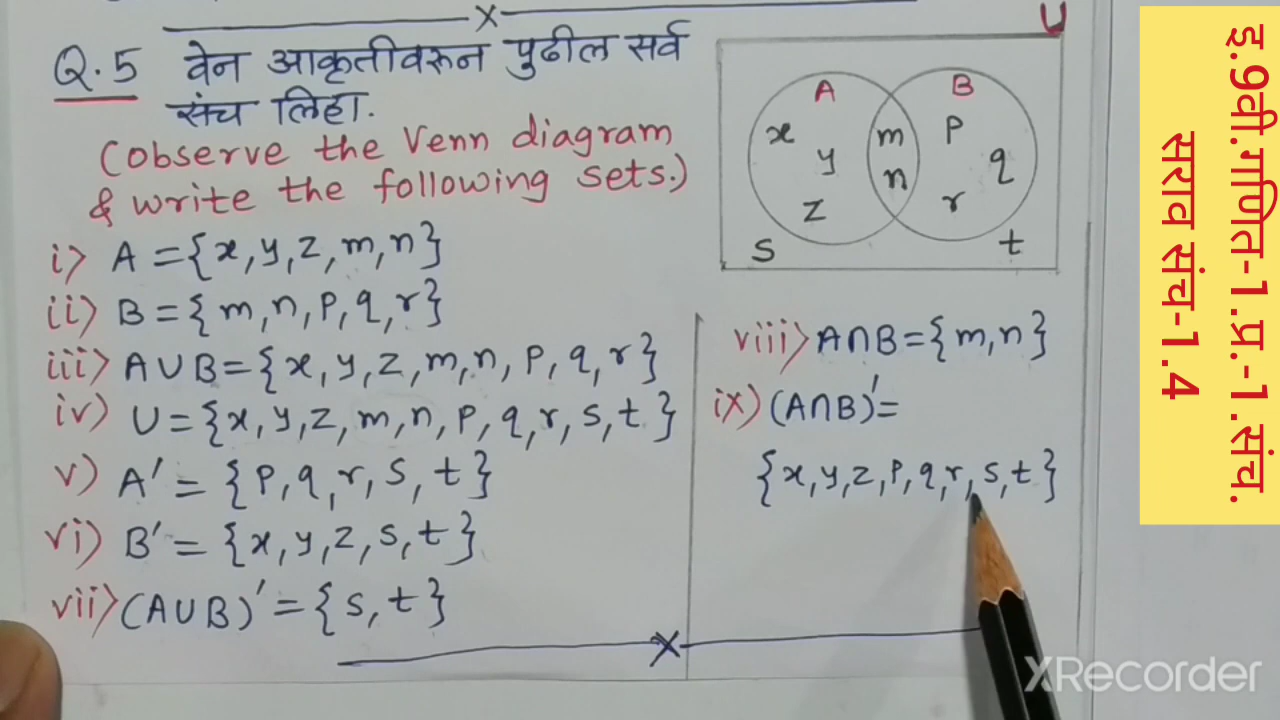 Q.5 वेन आकृतीवरून पुढील सर्व
संच लिहा.
(observe the Venn diagram
& write the following sets.)
i) A = {x, y, z, m, n}
ii) B = {m, n, p, q, r}
iii) A∪B = {x, y, z, m, n, p, q, r}
iv) U = {x, y, z, m, n, p, q, r, s, t}
v) A' = {p, q, r, s, t}
vi) B' = {x, y, z, s, t}
vii) (A∪B)' = {s, t}
U
A B
x m p
y n q
z r
s t
viii) A∩B = {m, n}
ix) (A∩B)' =
{x, y, z, p, q, r, s, t}
इ.9वी.गणित-1.प्र.-1.संच.
सराव संच-1.4
XRecorder